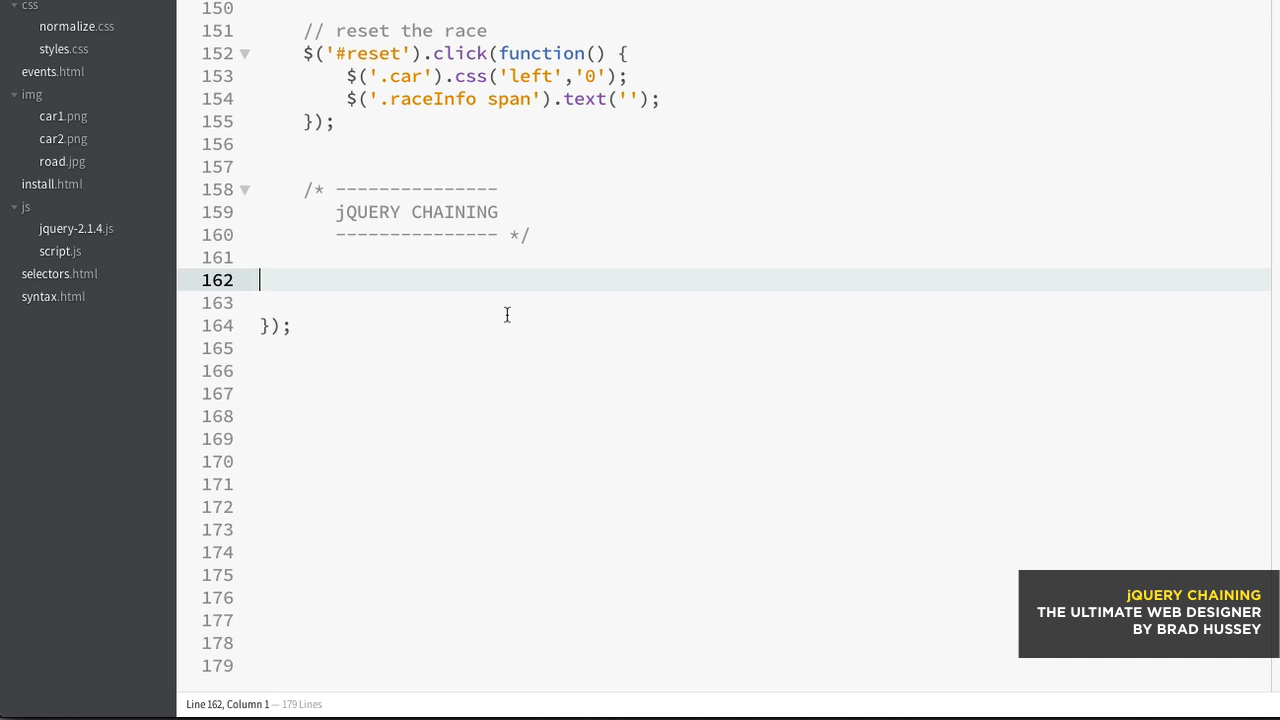 css
normalize.css
styles.css
events.html
img
car1.png
car2.png
road.jpg
install.html
js
jquery-2.1.4.js
script.js
selectors.html
syntax.html
150
151 // reset the race
152 $('#reset').click(function() {
153 $('.car').css('left','0');
154 $('.raceInfo span').text('');
155 });
156
157
158 /* ---------------
159 jQUERY CHAINING
160 --------------- */
161
162
163
164 });
165
166
167
168
169
170
171
172
173
174
175
176
177
178
179
jQUERY CHAINING
THE ULTIMATE WEB DESIGNER
BY BRAD HUSSEY
Line 162, Column 1 — 179 Lines